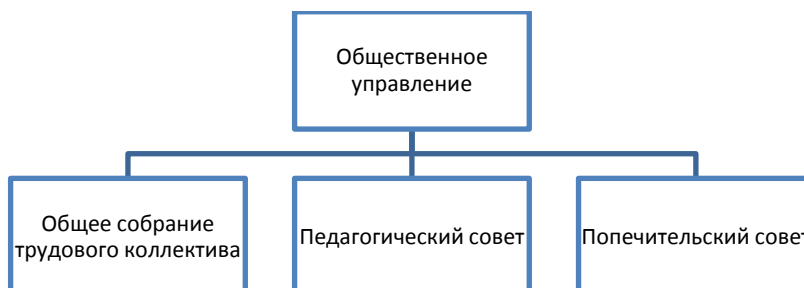 Общественное
управление
Общее собрание
трудового коллектива
Педагогический совет
Попечительский совет